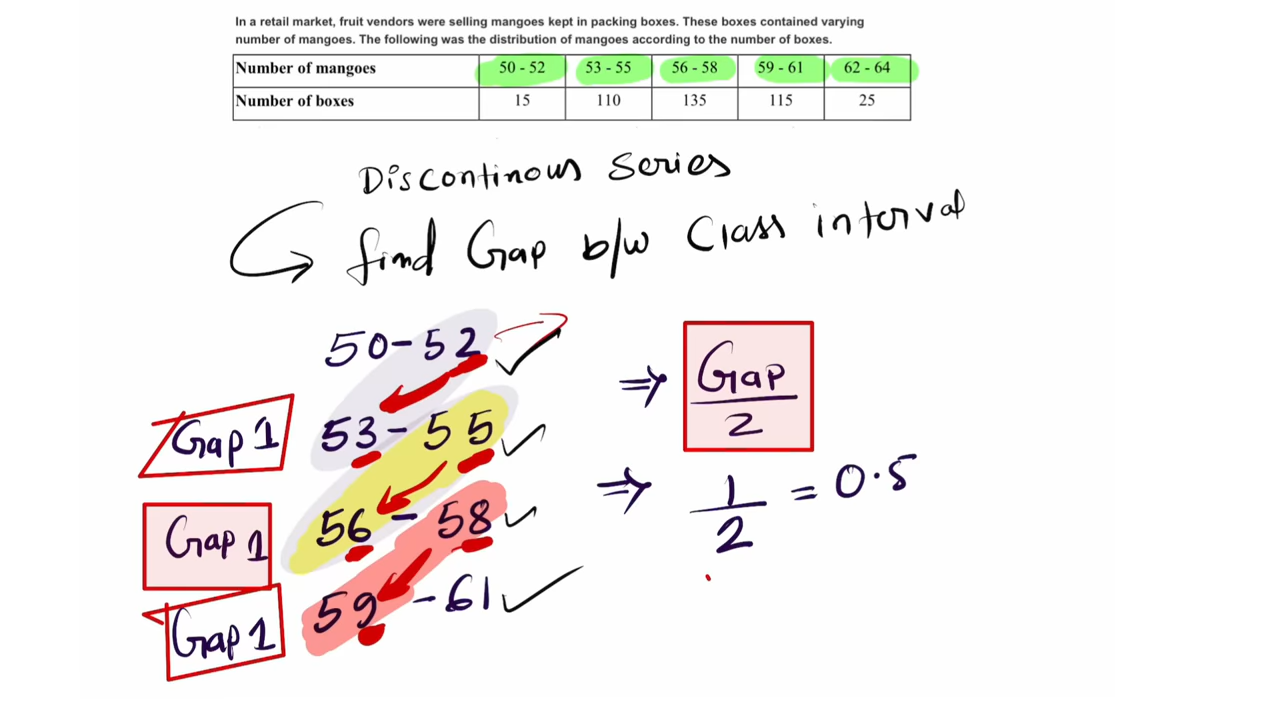 In a retail market, fruit vendors were selling mangoes kept in packing boxes. These boxes contained varying
number of mangoes. The following was the distribution of mangoes according to the number of boxes.
Number of mangoes 50 - 52 53 - 55 56 - 58 59 - 61 62 - 64
Number of boxes 15 110 135 115 25
Discontinous Series
find Gap b/w Class interval
50-52
Gap 1 53-55
Gap 1 56-58
Gap 1 59-61
⇒ Gap/2
⇒ 1/2 = 0.5